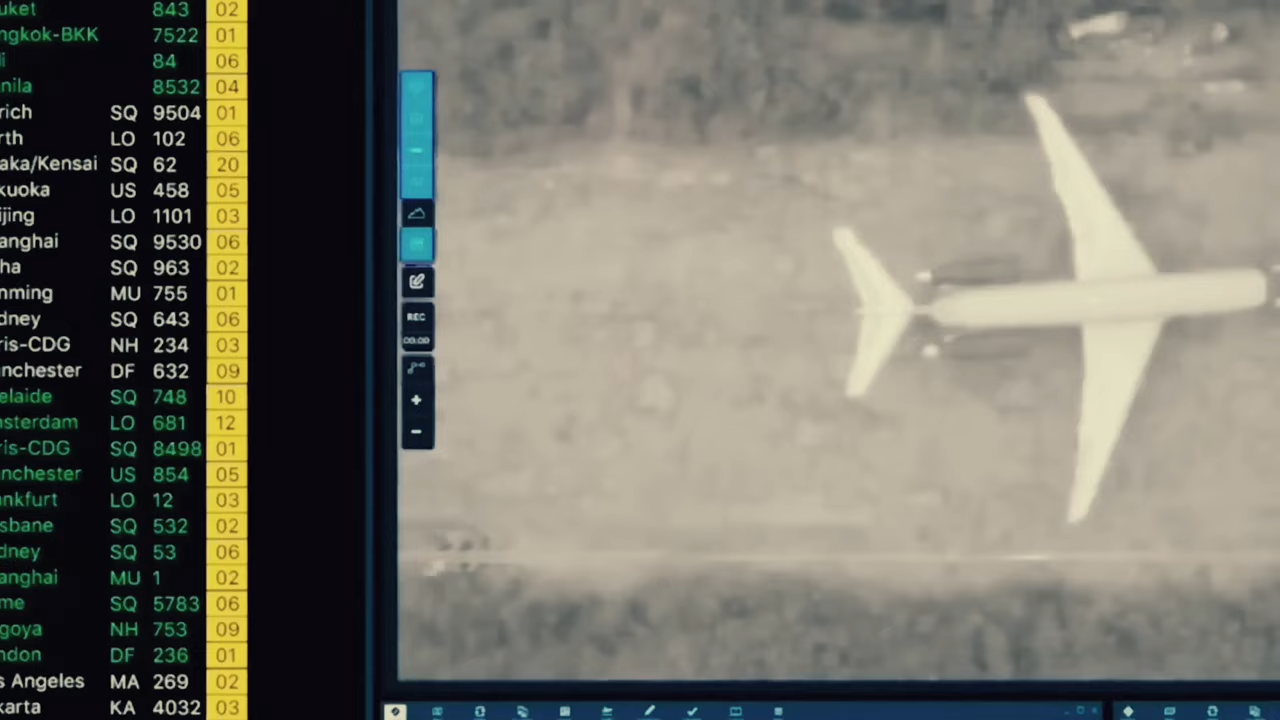 uket 843 02
ngkok-BKK 7522 01
i 84 06
nila 8532 04
rich SQ 9504 01
rth LO 102 06
aka/Kensai SQ 62 20
kuoka US 458 05
ijing LO 1101 03
anghai SQ 9530 06
ha SQ 963 02
nming MU 755 01
dney SQ 643 06
ris-CDG NH 234 03
nchester DF 632 09
elaide SQ 748 10
msterdam LO 681 12
ris-CDG SQ 8498 01
nchester US 854 05
ankfurt LO 12 03
sbane SQ 532 02
dney SQ 53 06
anghai MU 1 02
me SQ 5783 06
goya NH 753 09
ndon DF 236 01
s Angeles MA 269 02
karta KA 4032 03
REC
00:00